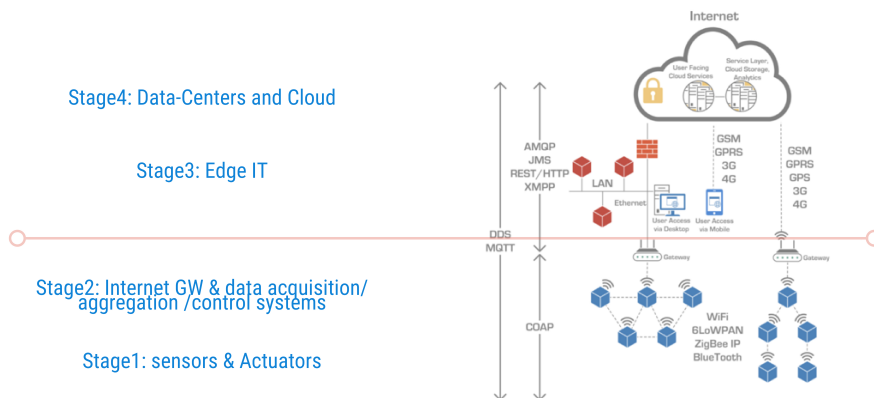 Internet
User Facing
Cloud Services
Service Layer,
Cloud Storage,
Analytics
Stage4: Data-Centers and Cloud
Stage3: Edge IT
AMQP
JMS
REST/HTTP
XMPP
LAN
Ethernet
User Access
via Desktop
User Access
via Mobile
GSM
GPRS
3G
4G
GSM
GPRS
GPS
3G
4G
DDS
MQTT
Gateway
Gateway
Stage2: Internet GW & data acquisition/
aggregation /control systems
COAP
WiFi
6LoWPAN
ZigBee IP
BlueTooth
Stage1: sensors & Actuators